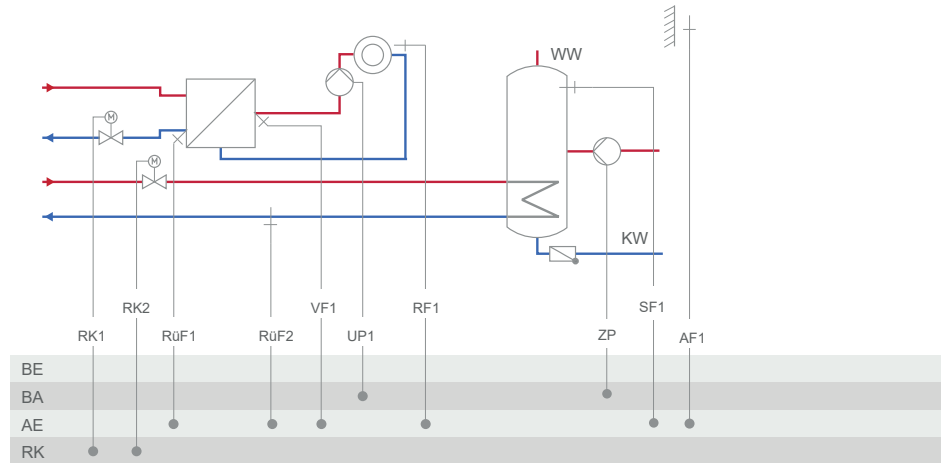 WW
M
M
KW
RK2 VF1 RF1 SF1
RK1 RüF1 RüF2 UP1 ZP AF1
BE
BA
AE
RK